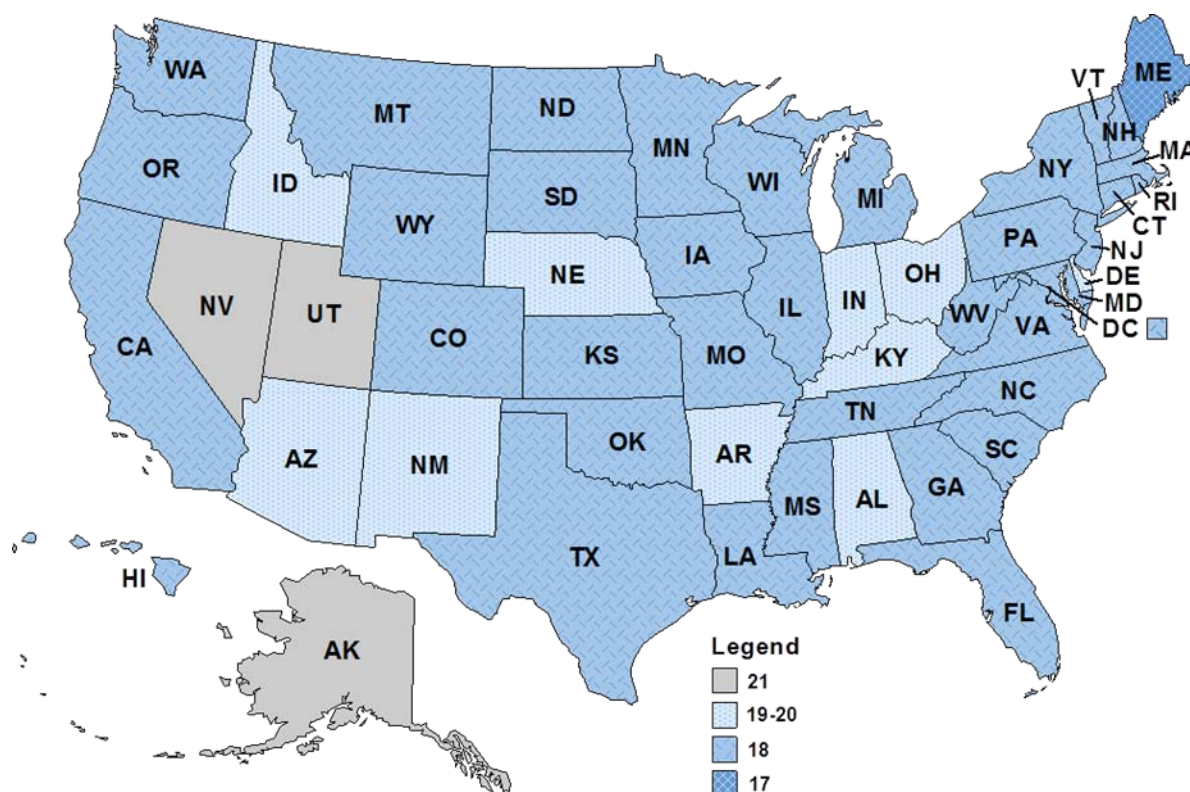 WA
MT
ND
MN
VT
ME
NH
MA
OR
ID
SD
WI
MI
NY
RI
CT
WY
IA
PA
NJ
NE
OH
DE
NV
UT
IL
IN
MD
WV
VA
DC
CA
CO
KS
MO
KY
NC
TN
AZ
NM
OK
AR
SC
MS
AL
GA
TX
LA
HI
FL
AK
Legend
21
19-20
18
17